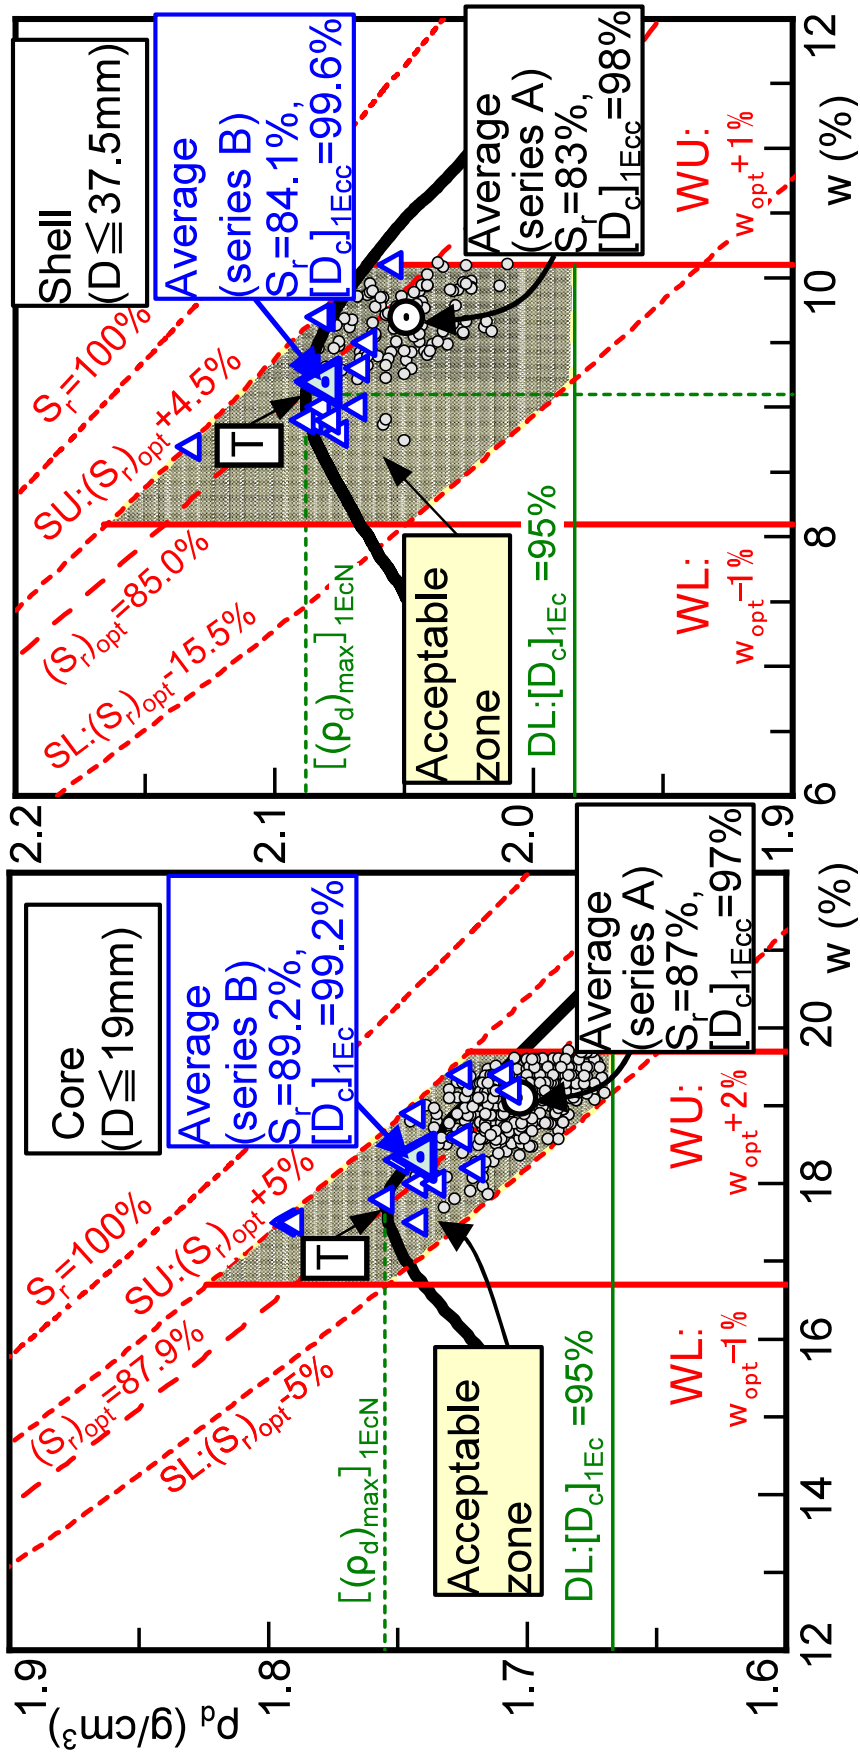 Core
(D≦19mm)
Average
(series B)
Sr=89.2%,
[Dc]1Ec=99.2%
Sr=100%
SU:(Sr)opt+5%
(Sr)opt=87.9%
SL:(Sr)opt-5%
T
[(ρd)max]1EcN
Acceptable
zone
DL:[Dc]1Ec =95%
Average
(series A)
Sr=87%,
[Dc]1Ecc=97%
WL:
wopt-1%
WU:
wopt+2%
1.9
1.8
1.7
1.6
ρd (g/cm³)
12
14
16
18
20
w (%)
Shell
(D≦37.5mm)
Average
(series B)
Sr=84.1%,
[Dc]1Ecc=99.6%
Sr=100%
SU:(Sr)opt+4.5%
(Sr)opt=85.0%
SL:(Sr)opt-15.5%
T
[(ρd)max]1EcN
Acceptable
zone
DL:[Dc]1Ec =95%
Average
(series A)
Sr=83%,
[Dc]1Ecc=98%
WL:
wopt-1%
WU:
wopt+1%
2.2
2.1
2.0
1.9
6
8
10
12
w (%)